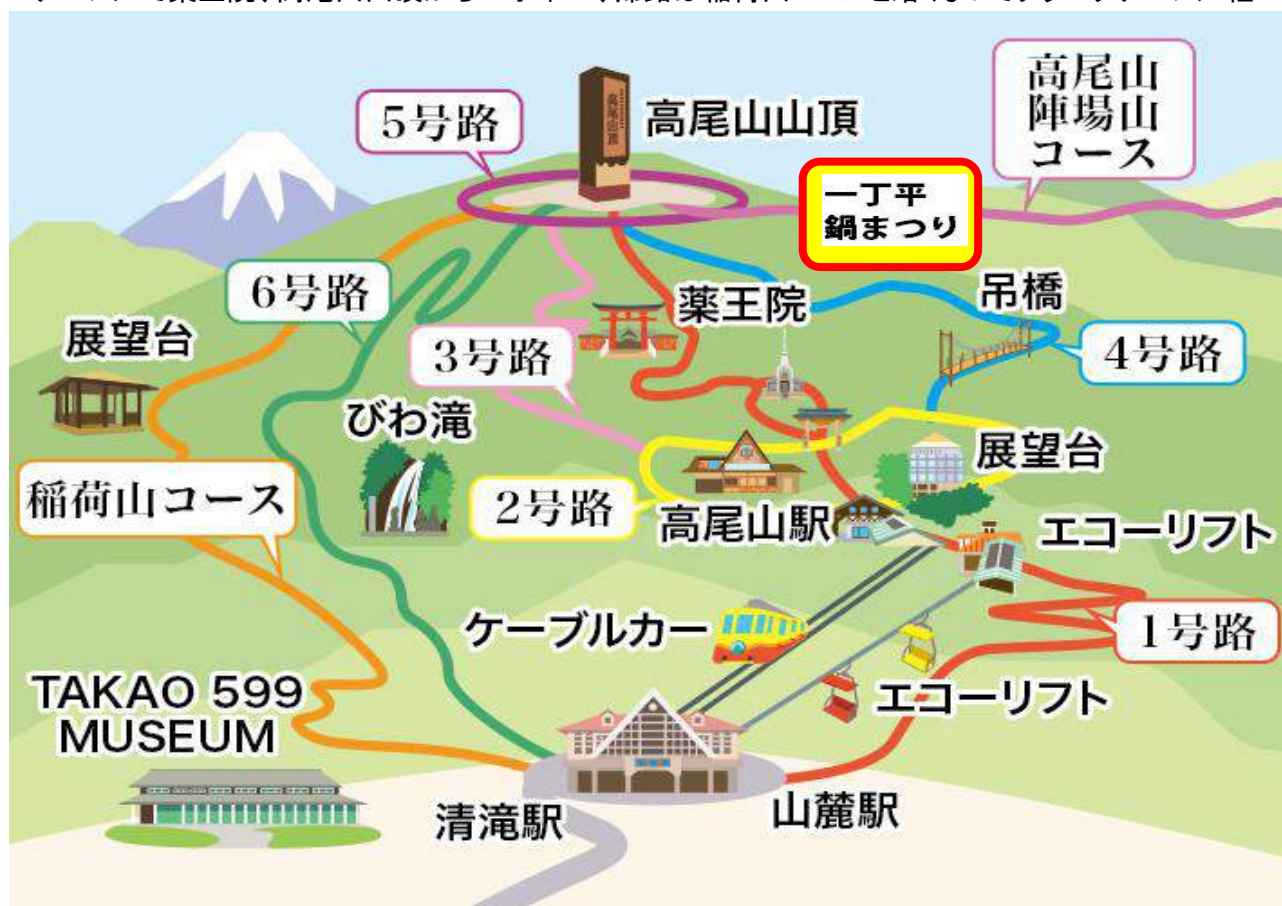 5号路
高尾山頂
高尾山山頂
高尾山
陣場山
コース
一丁平
鍋まつり
6号路
薬王院
吊橋
展望台
3号路
4号路
びわ滝
展望台
稲荷山コース
2号路
高尾山駅
エコーリフト
ケーブルカー
1号路
TAKAO 599
MUSEUM
エコーリフト
清滝駅
山麓駅